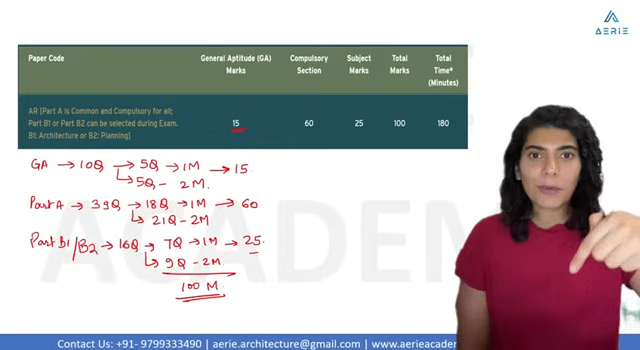 AERIE
Paper Code
General Aptitude (GA) Marks
Compulsory Section
Subject Marks
Total Marks
Total Time* (Minutes)
AR [Part A is Common and Compulsory for all;
Part B1 or Part B2 can be selected during Exam.
B1: Architecture or B2: Planning]
15
60
25
100
180
GA → 10Q → 5Q → 1M → 15
↳ 5Q - 2M.
Part A → 39Q → 18Q → 1M → 60
↳ 21Q - 2M
Part B1/B2 → 16Q → 7Q → 1M → 25.
↳ 9Q - 2M.
100 M.
ACADEM
Contact Us: +91- 9799333490 | aerie.architecture@gmail.com | www.aerieacade